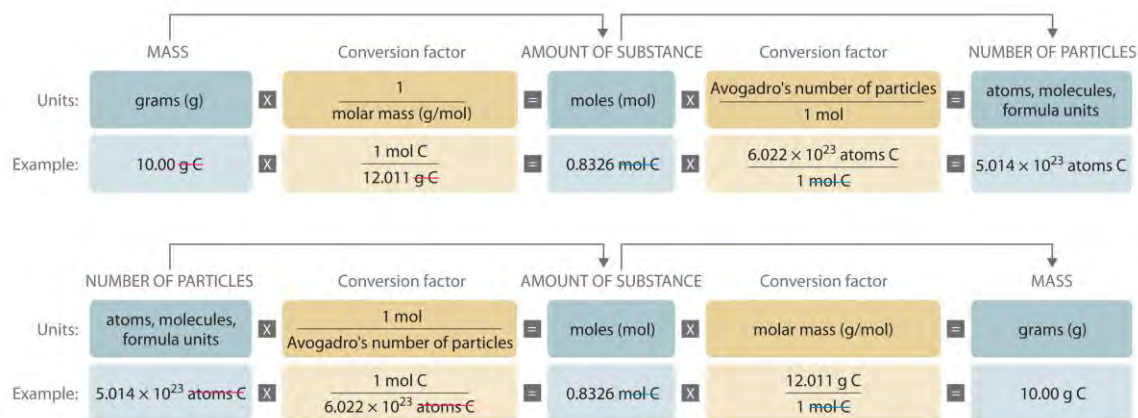 MASS Conversion factor AMOUNT OF SUBSTANCE Conversion factor NUMBER OF PARTICLES
Units: grams (g) X 1 / molar mass (g/mol) = moles (mol) X Avogadro's number of particles / 1 mol = atoms, molecules, formula units
Example: 10.00 g C X 1 mol C / 12.011 g C = 0.8326 mol C X 6.022 × 10²³ atoms C / 1 mol C = 5.014 × 10²³ atoms C
NUMBER OF PARTICLES Conversion factor AMOUNT OF SUBSTANCE Conversion factor MASS
Units: atoms, molecules, formula units X 1 mol / Avogadro's number of particles = moles (mol) X molar mass (g/mol) = grams (g)
Example: 5.014 × 10²³ atoms C X 1 mol C / 6.022 × 10²³ atoms C = 0.8326 mol C X 12.011 g C / 1 mol C = 10.00 g C